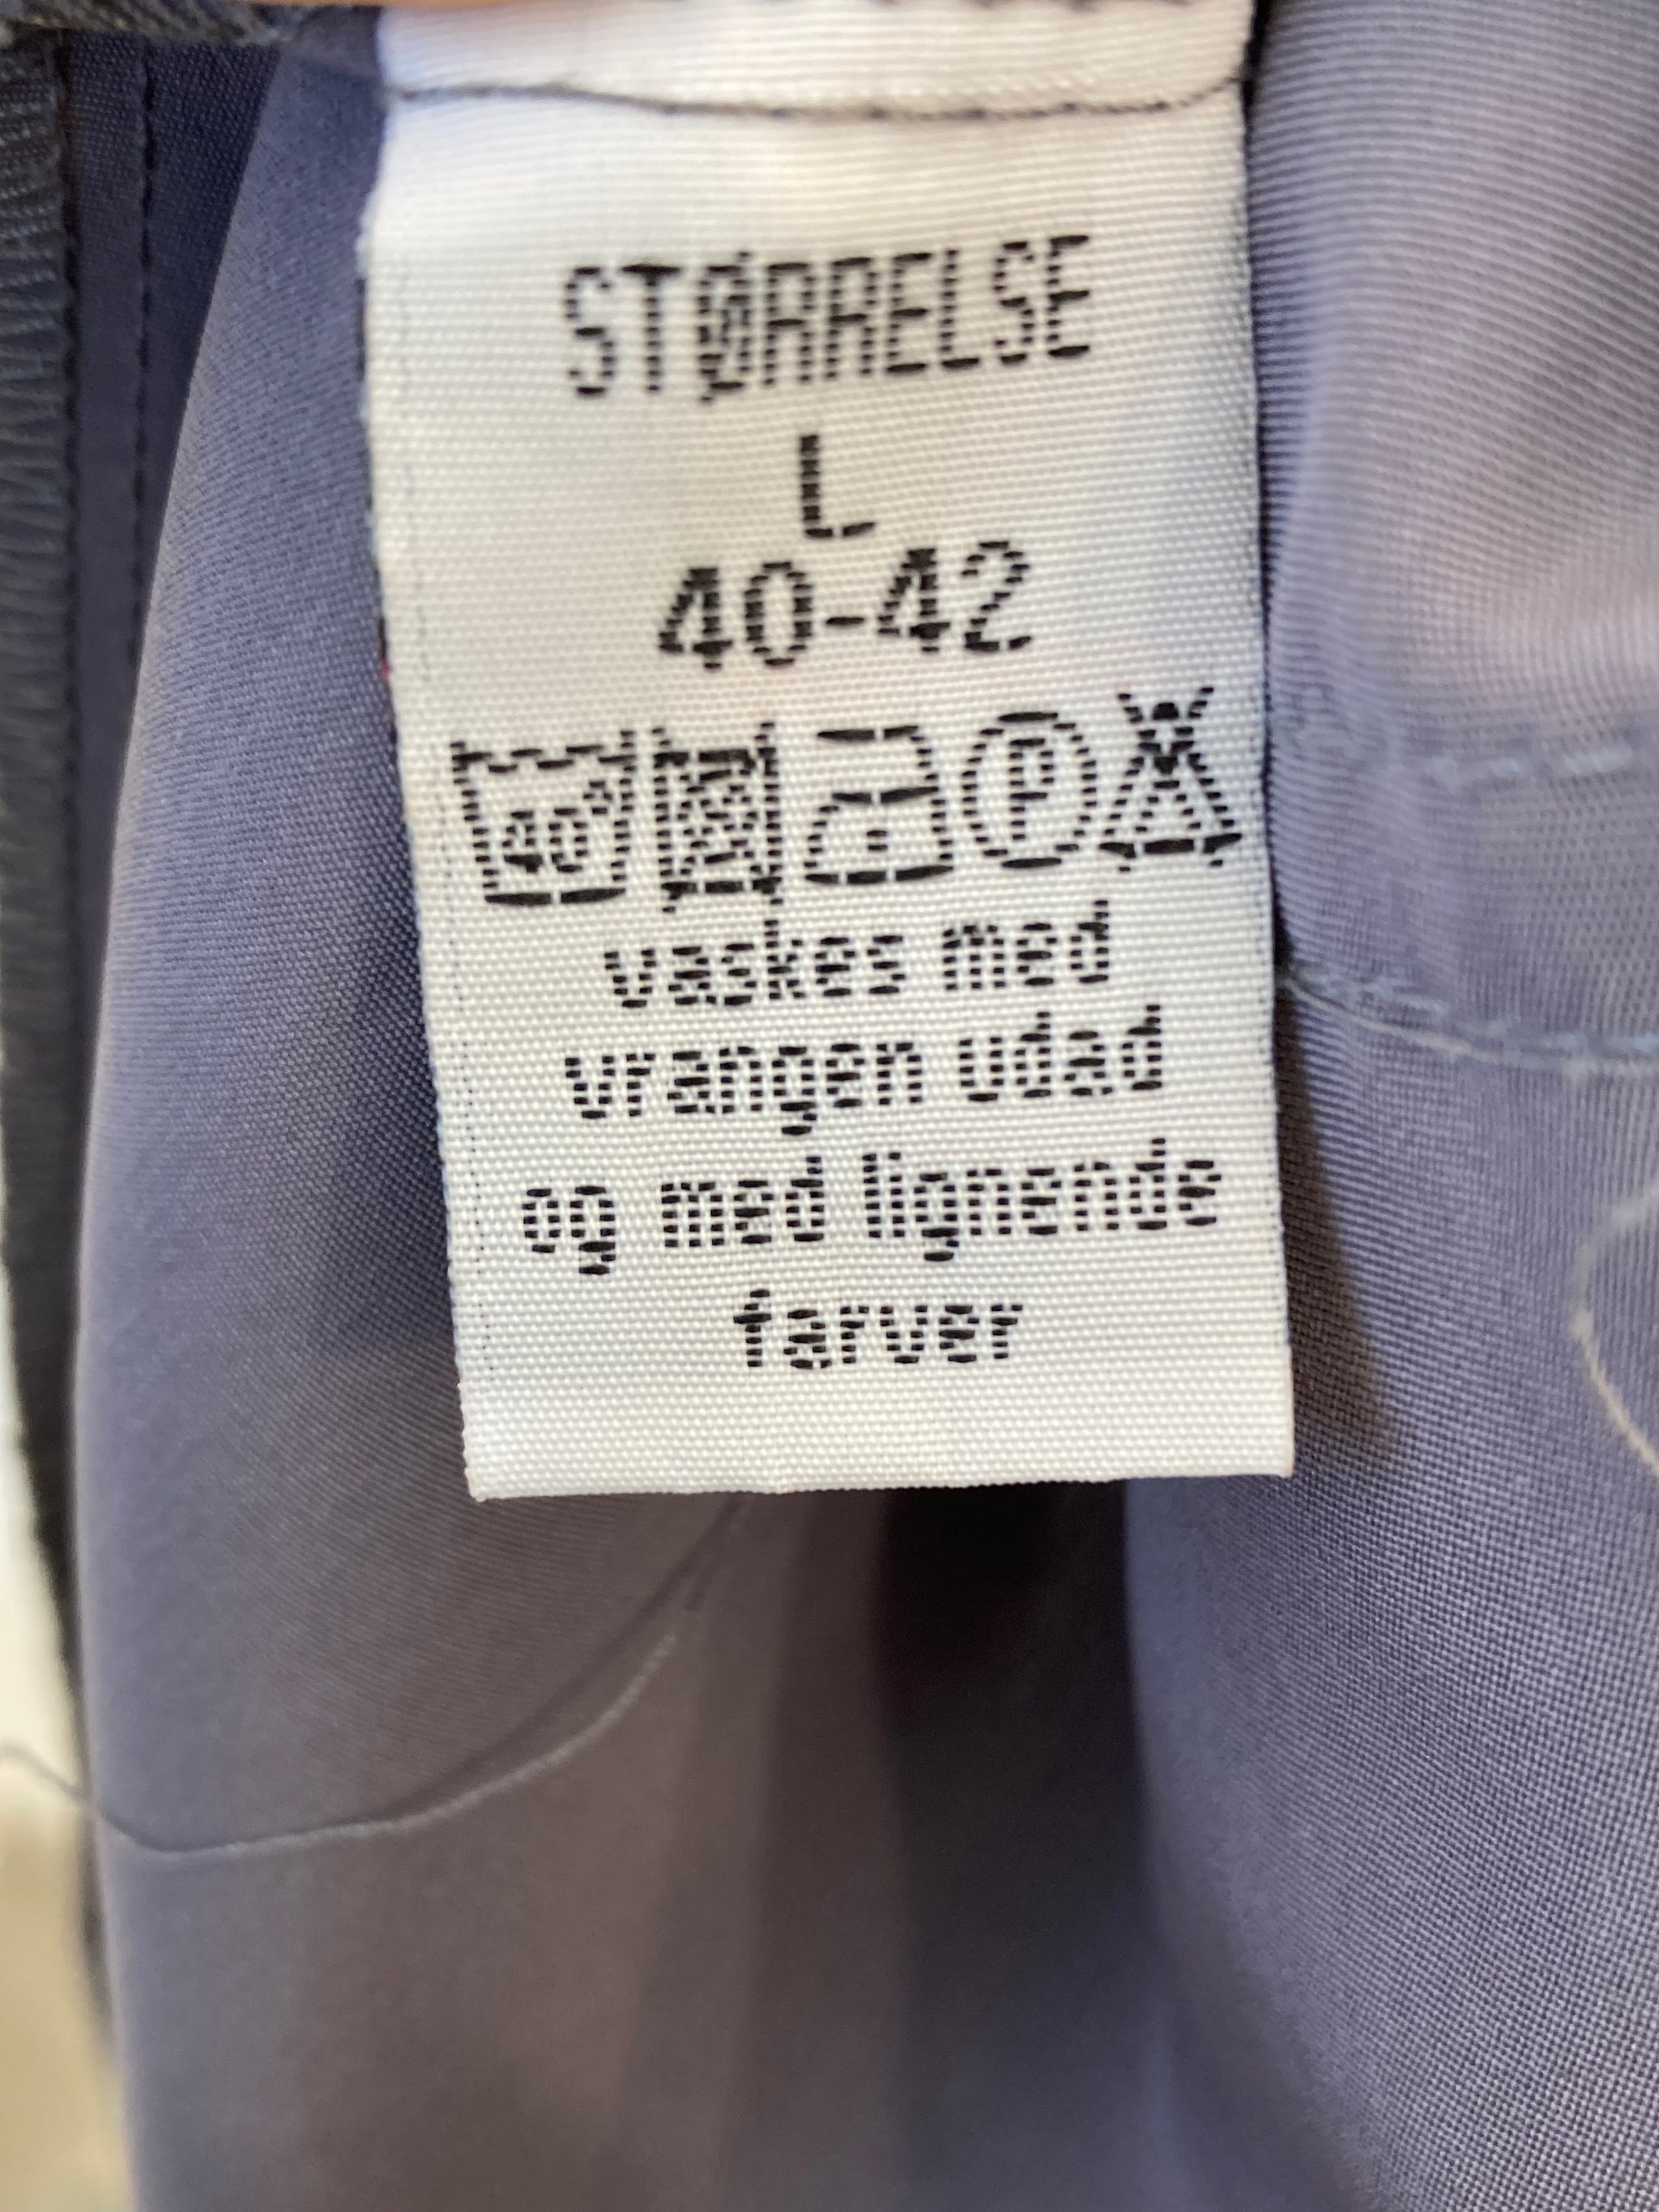 STØRRELSE
L
40-42
40° P
vaskes med
vrangen udad
og med lignende
farver